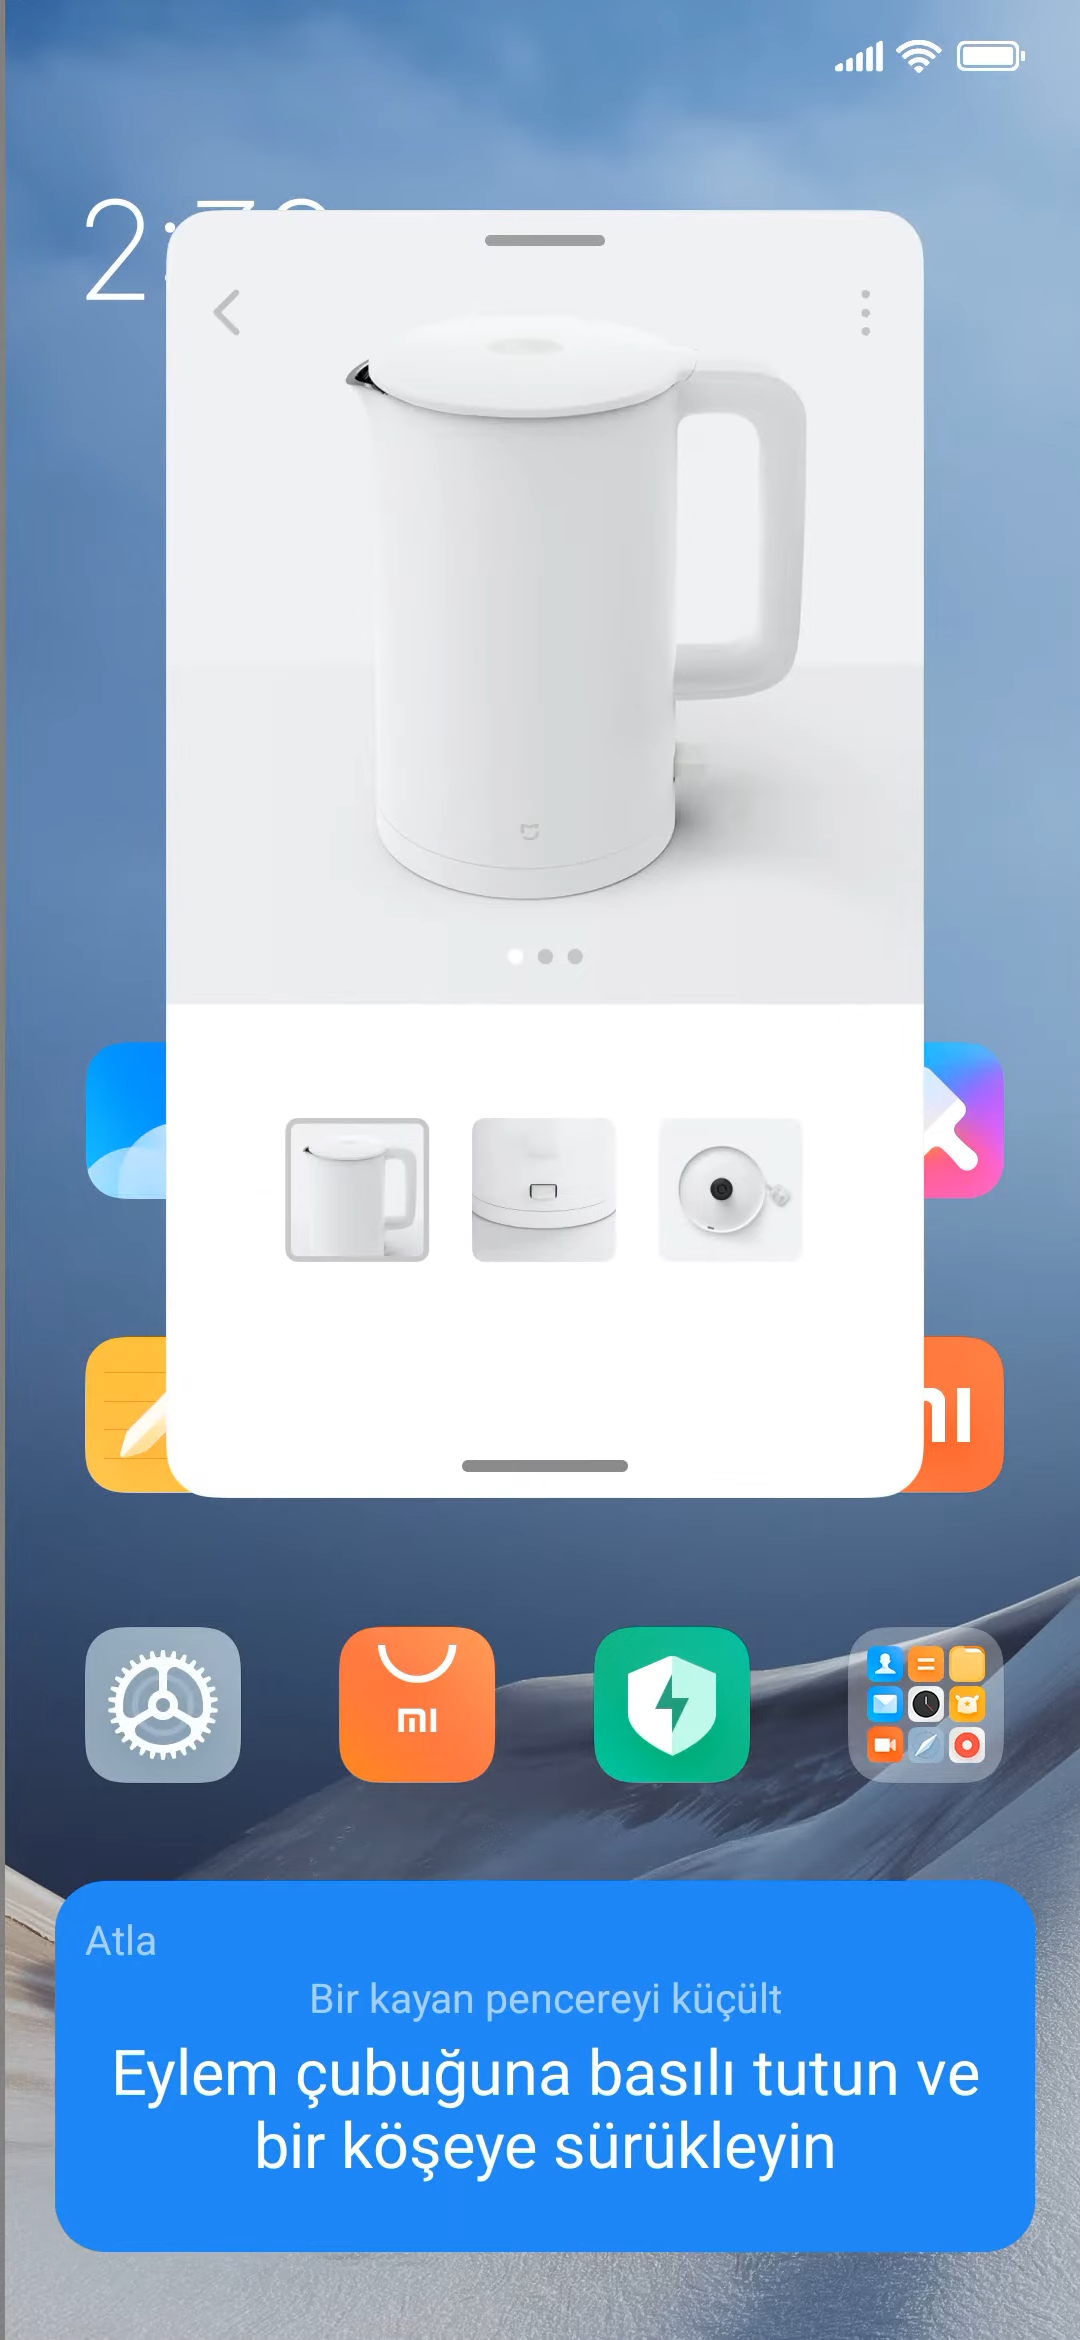 Atla
Bir kayan pencereyi küçült
Eylem çubuğuna basılı tutun ve
bir köşeye sürükleyin